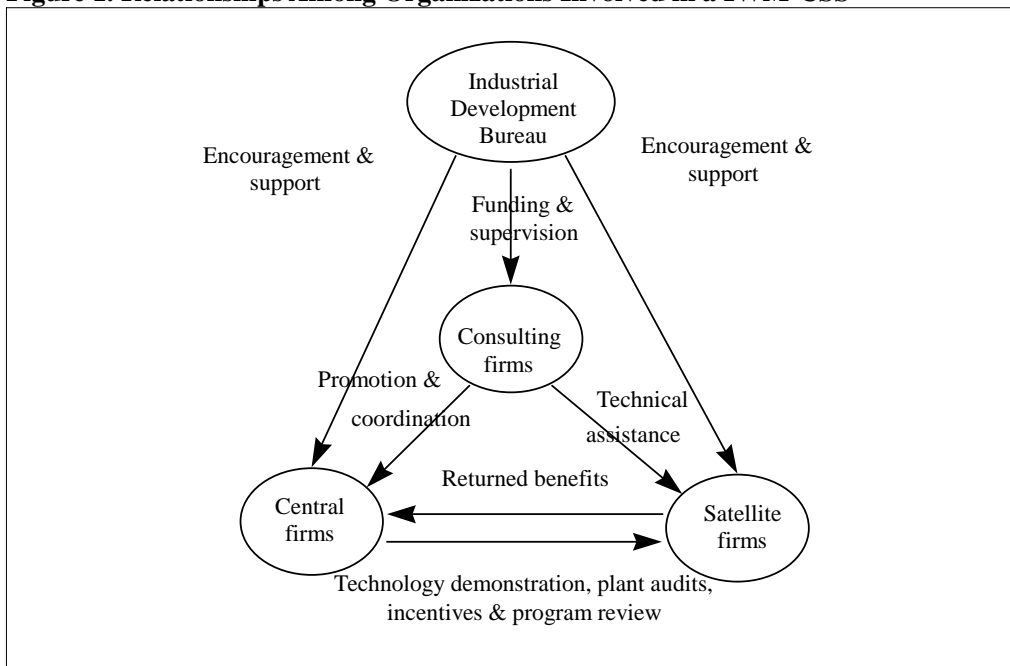 Industrial
Development
Bureau
Encouragement &
support
Encouragement &
support
Funding &
supervision
Consulting
firms
Promotion &
coordination
Technical
assistance
Returned benefits
Central
firms
Satellite
firms
Technology demonstration, plant audits,
incentives & program review